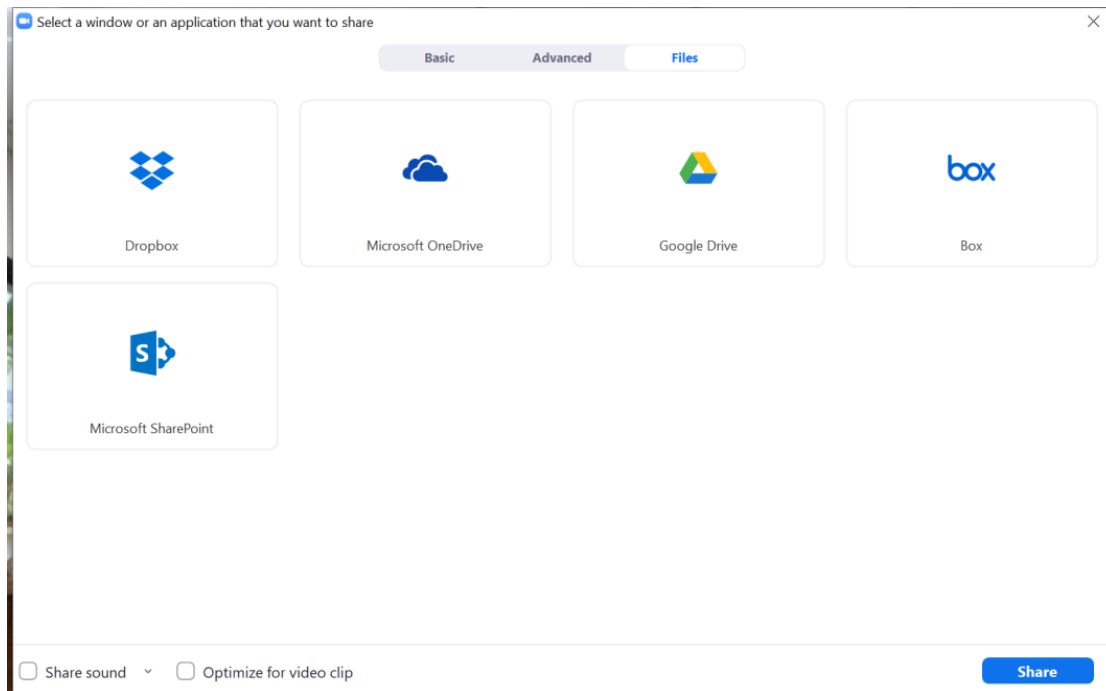 Select a window or an application that you want to share
Basic Advanced Files
box
Dropbox Microsoft OneDrive Google Drive Box
S
Microsoft SharePoint
Share sound Optimize for video clip Share